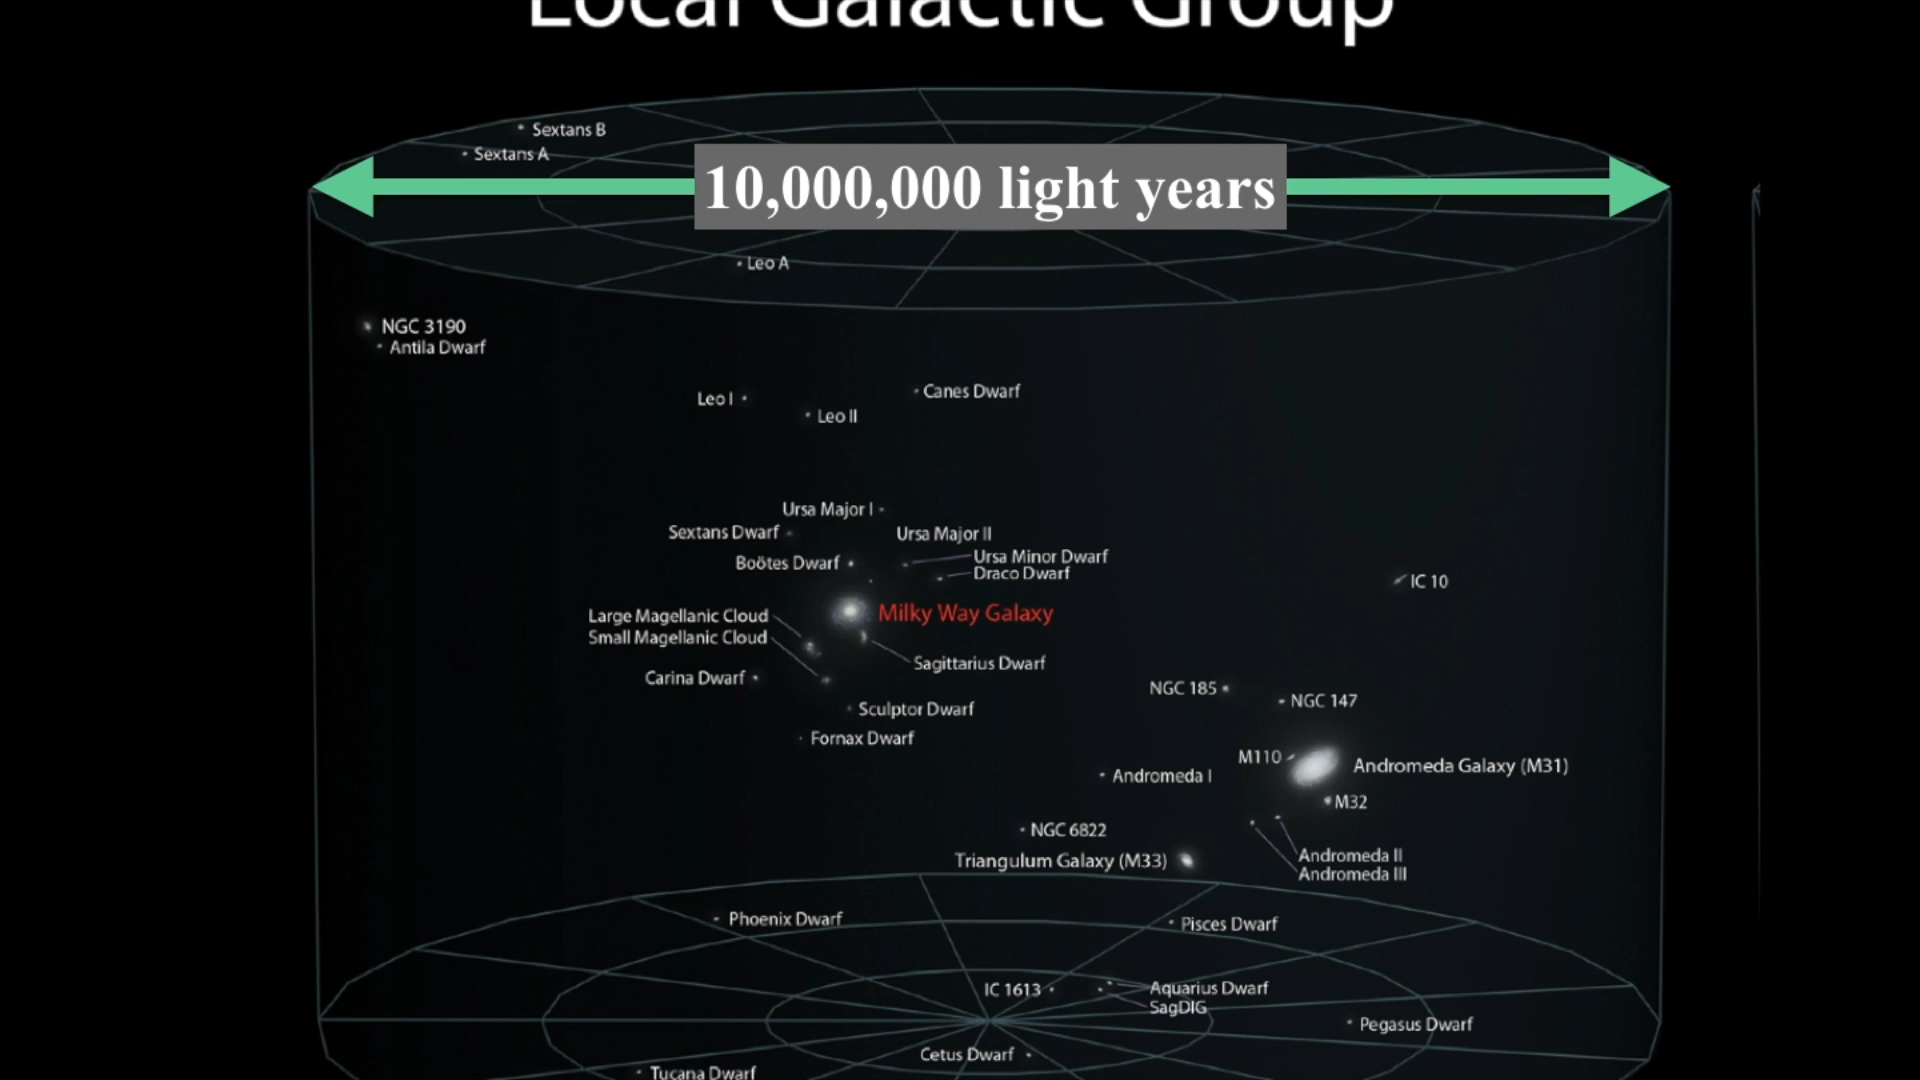 Local Galactic Group
Sextans B
Sextans A
10,000,000 light years
Leo A
NGC 3190
Antila Dwarf
Canes Dwarf
Leo I
Leo II
Ursa Major I
Sextans Dwarf
Ursa Major II
Ursa Minor Dwarf
Boötes Dwarf
Draco Dwarf
IC 10
Milky Way Galaxy
Large Magellanic Cloud
Small Magellanic Cloud
Sagittarius Dwarf
Carina Dwarf
NGC 185
NGC 147
Sculptor Dwarf
Fornax Dwarf
M110
Andromeda Galaxy (M31)
Andromeda I
M32
NGC 6822
Andromeda II
Triangulum Galaxy (M33)
Andromeda III
Phoenix Dwarf
Pisces Dwarf
IC 1613
Aquarius Dwarf
SagDIG
Pegasus Dwarf
Cetus Dwarf
Tucana Dwarf